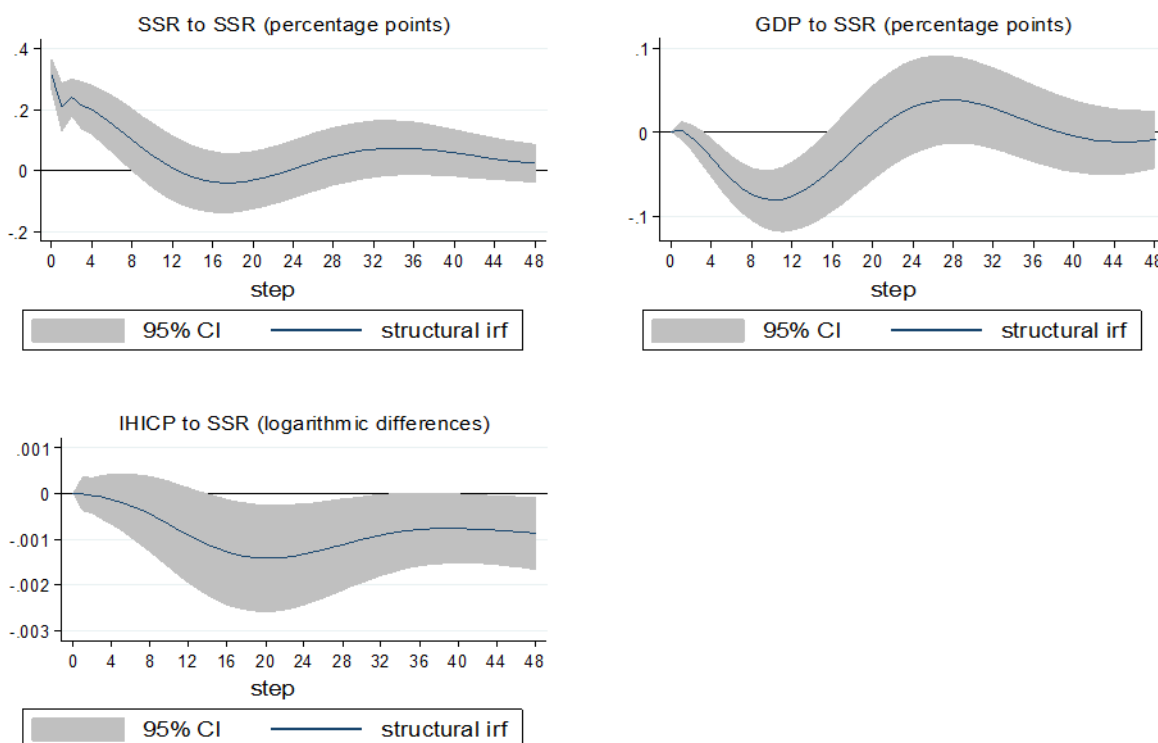 SSR to SSR (percentage points)
.4
.2
0
-.2
0 4 8 12 16 20 24 28 32 36 40 44 48
step
95% CI structural irf
GDP to SSR (percentage points)
.1
0
-.1
0 4 8 12 16 20 24 28 32 36 40 44 48
step
95% CI structural irf
IHICP to SSR (logarithmic differences)
.001
0
-.001
-.002
-.003
0 4 8 12 16 20 24 28 32 36 40 44 48
step
95% CI structural irf